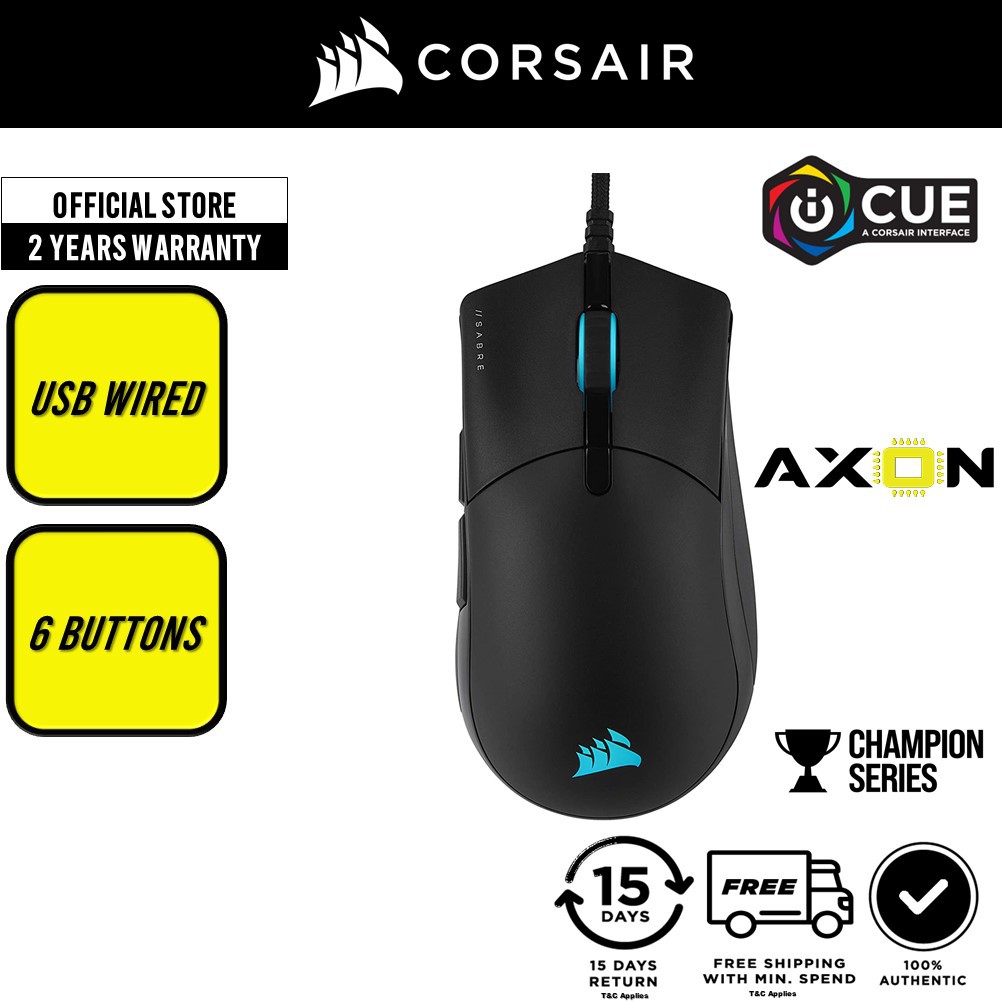 CORSAIR
OFFICIAL STORE
2 YEARS WARRANTY
USB WIRED
6 BUTTONS
//SABRE
iCUE
A CORSAIR INTERFACE
AXON
CHAMPION
SERIES
15
DAYS
15 DAYS
RETURN
T&C Applies
FREE
FREE SHIPPING
WITH MIN. SPEND
T&C Applies
100%
AUTHENTIC